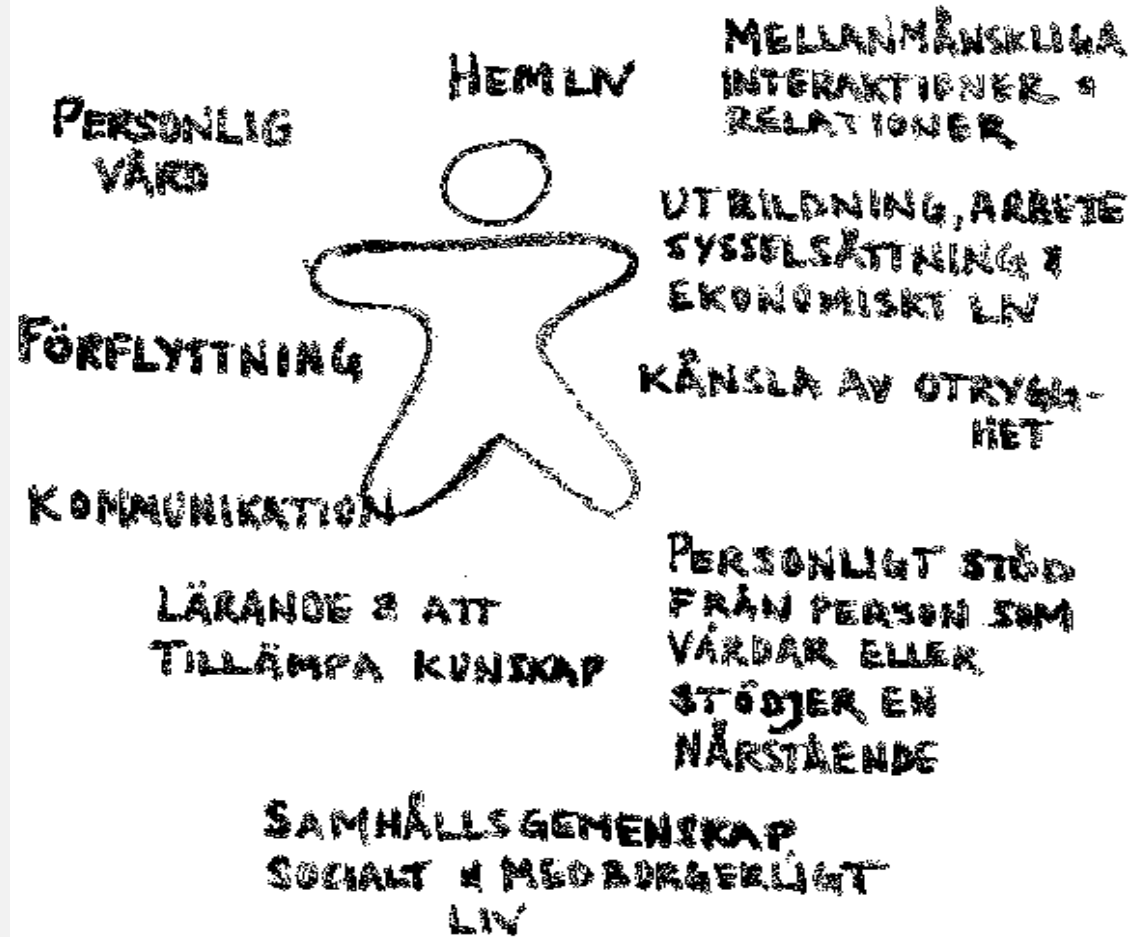 HEMLIV
MELLANMÄNSKLIGA
INTERAKTIONER &
RELATIONER
PERSONLIG
VÅRD
UTBILDNING, ARBETE
SYSSELSÄTTNING &
EKONOMISKT LIV
FÖRFLYTTNING
KÄNSLA AV OTRYGG-
HET
KOMMUNIKATION
LÄRANDE & ATT
TILLÄMPA KUNSKAP
PERSONLIGT STÖD
FRÅN PERSON SOM
VÅRDAR ELLER
STÖDJER EN
NÄRSTÅENDE
SAMHÄLLSGEMENSKAP
SOCIALT & MEDBORGERLIGT
LIV